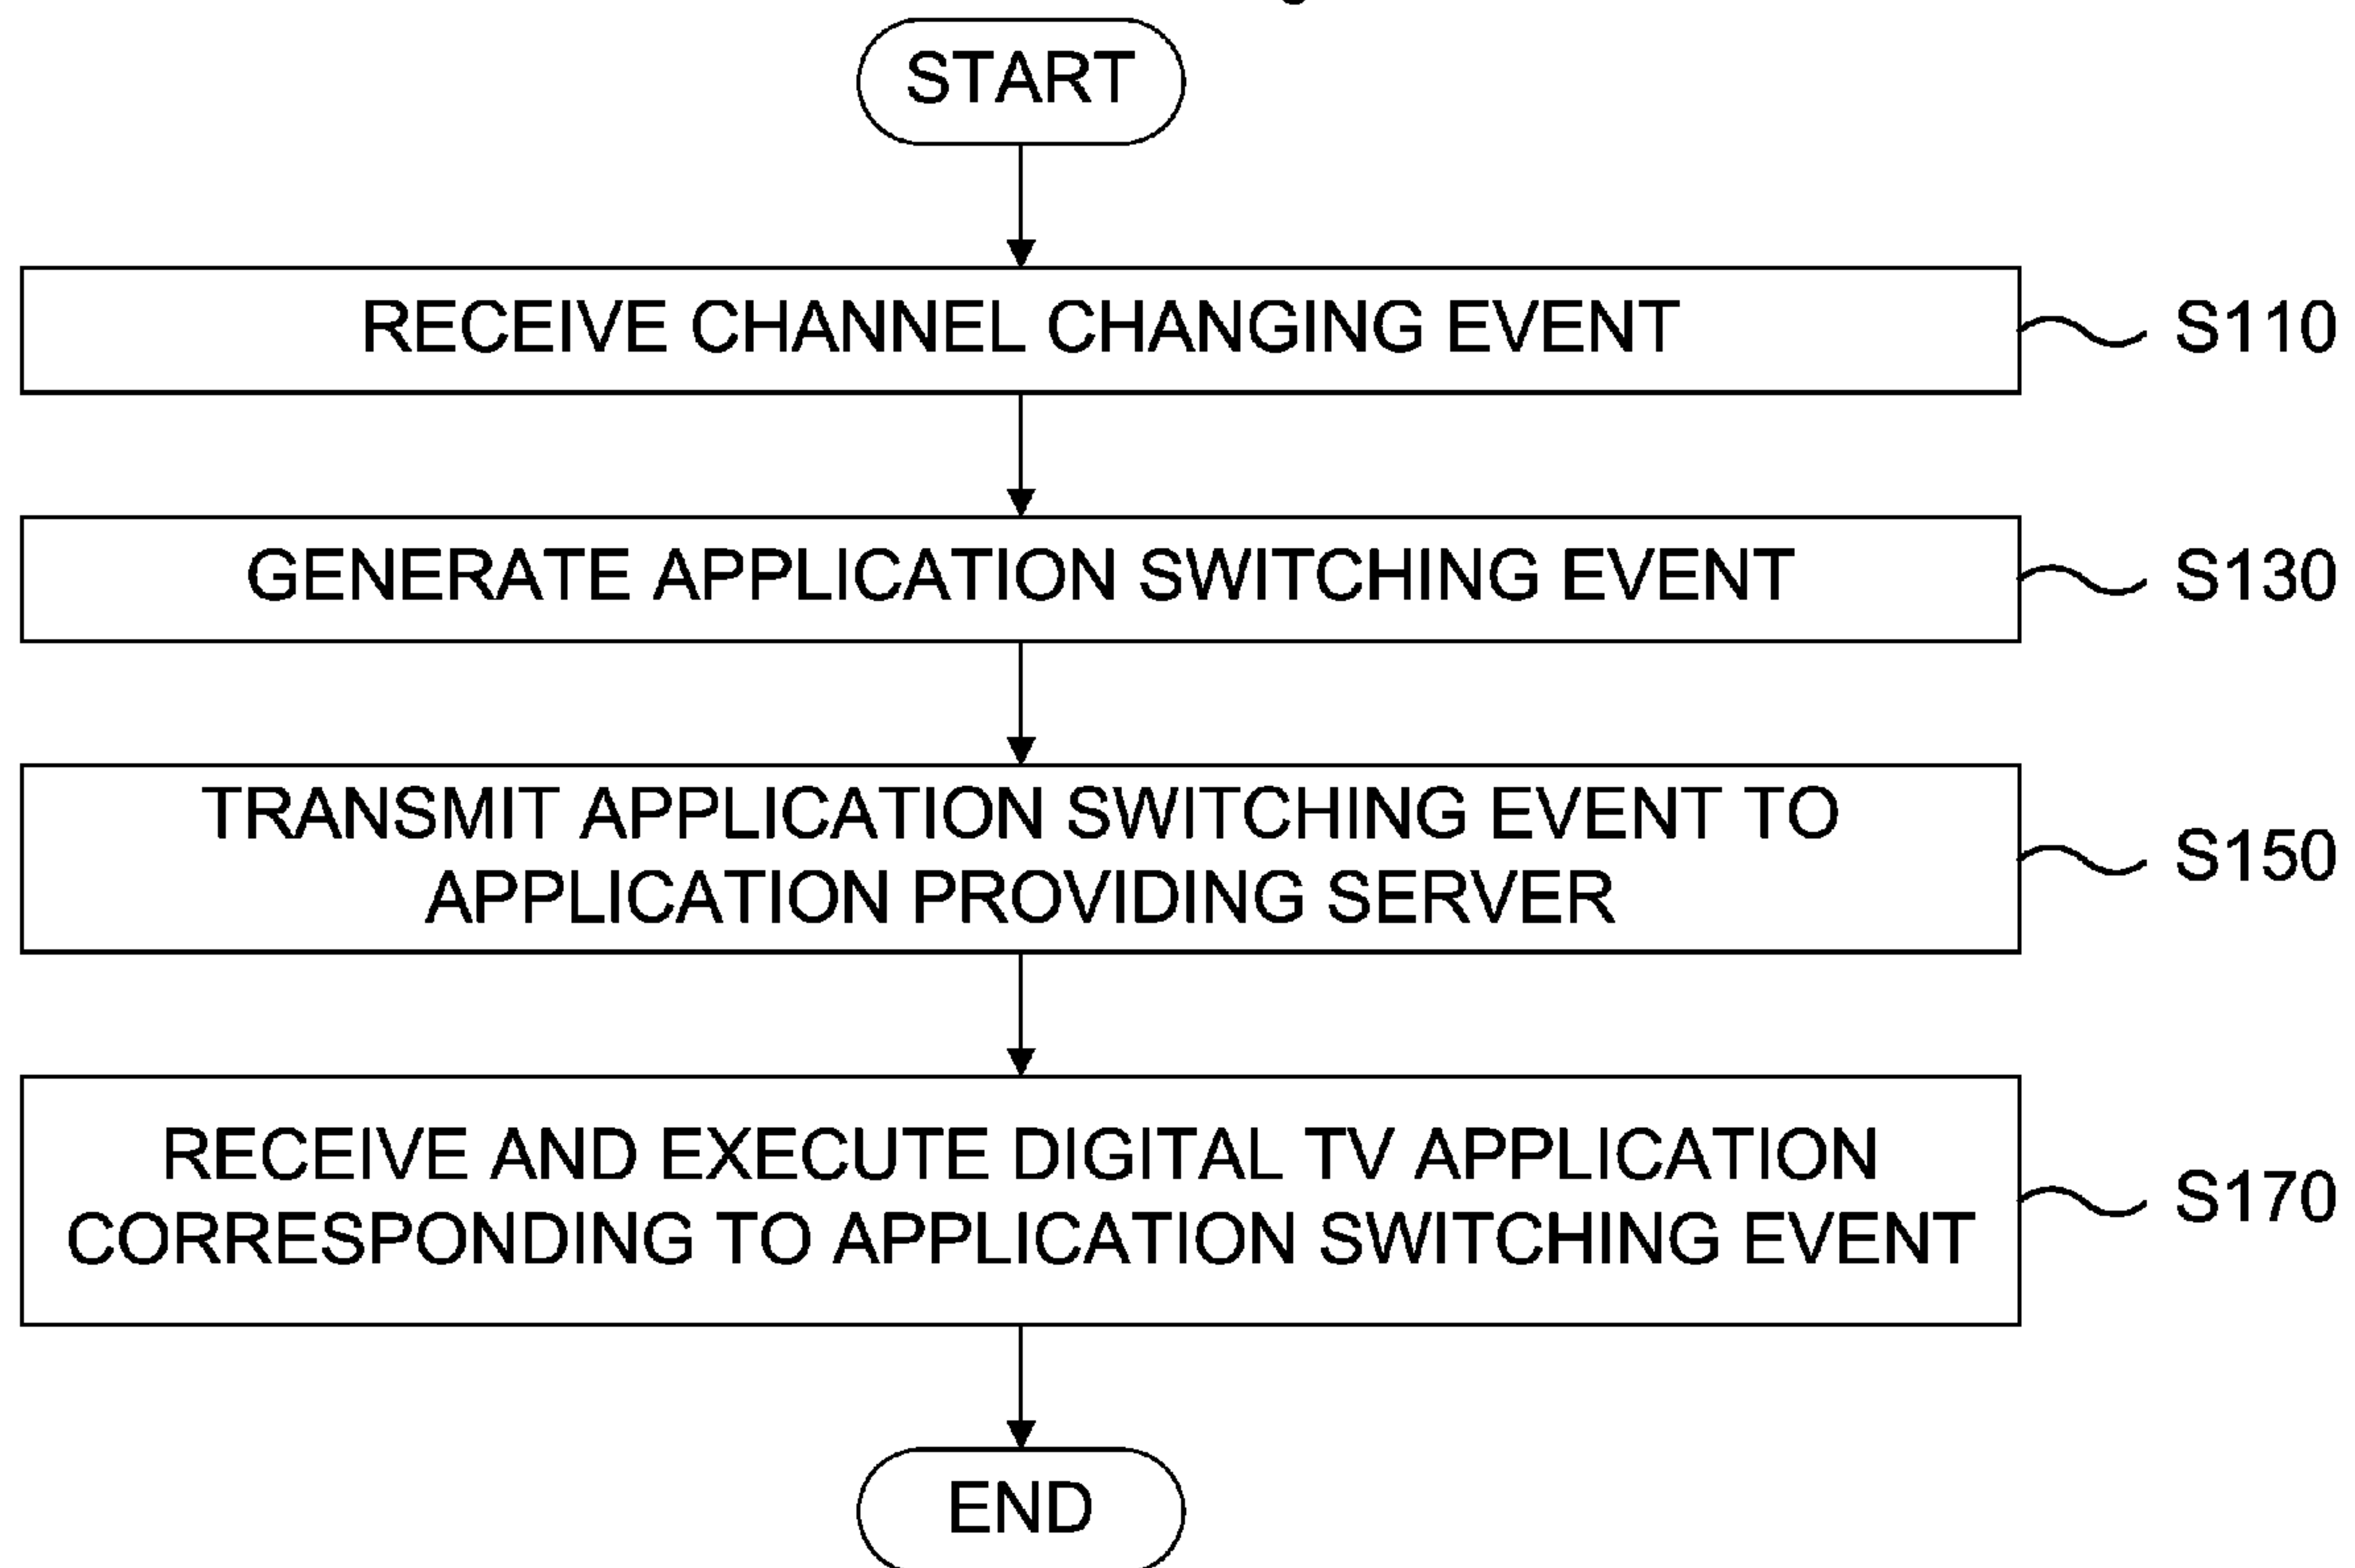 START
RECEIVE CHANNEL CHANGING EVENT
S110
GENERATE APPLICATION SWITCHING EVENT
S130
TRANSMIT APPLICATION SWITCHING EVENT TO
APPLICATION PROVIDING SERVER
S150
RECEIVE AND EXECUTE DIGITAL TV APPLICATION
CORRESPONDING TO APPLICATION SWITCHING EVENT
S170
END